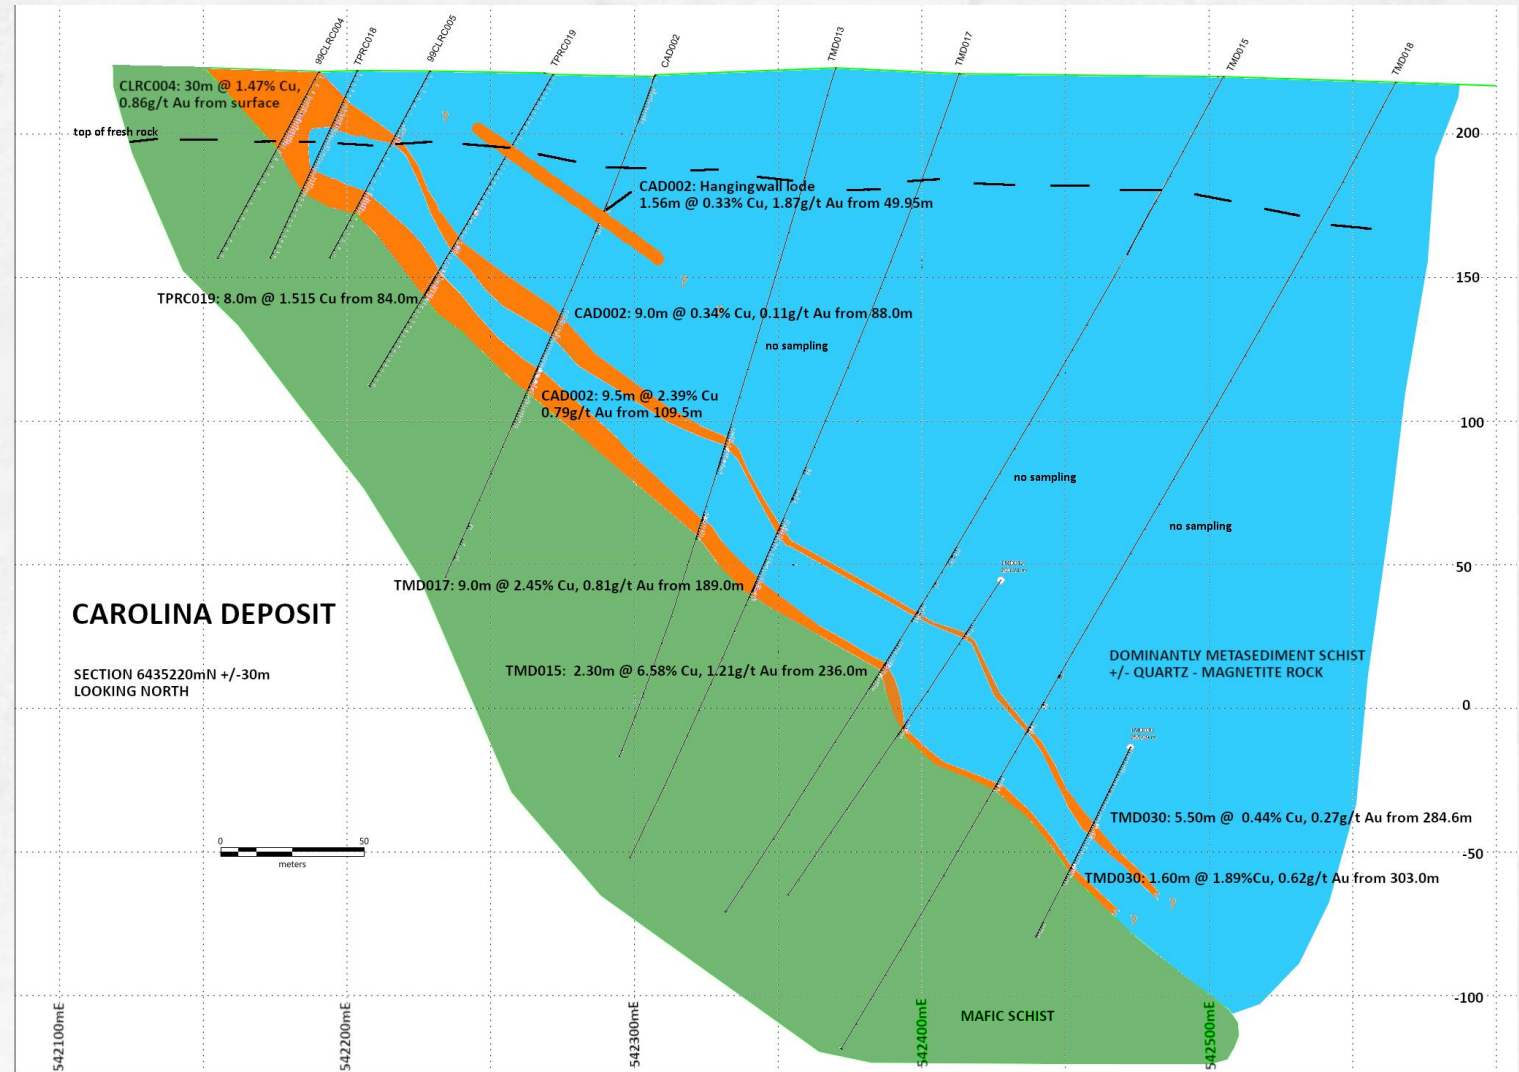 99CLRC004
TPRC018
99CLRC005
TPRC019
CAD002
TMD013
TMD017
TMD015
TMD018
CLRC004: 30m @ 1.47% Cu,
0.86g/t Au from surface
?
top of fresh rock
200
CAD002: Hangingwall lode
1.56m @ 0.33% Cu, 1.87g/t Au from 49.95m
?
150
TPRC019: 8.0m @ 1.515 Cu from 84.0m
CAD002: 9.0m @ 0.34% Cu, 0.11g/t Au from 88.0m
no sampling
CAD002: 9.5m @ 2.39% Cu
0.79g/t Au from 109.5m
100
no sampling
no sampling
50
TMD017: 9.0m @ 2.45% Cu, 0.81g/t Au from 189.0m
CAROLINA DEPOSIT
SECTION 6435220mN +/-30m
LOOKING NORTH
TMD015:  2.30m @ 6.58% Cu, 1.21g/t Au from 236.0m
DOMINANTLY METASEDIMENT SCHIST
+/- QUARTZ - MAGNETITE ROCK
0
TMD030: 5.50m @  0.44% Cu, 0.27g/t Au from 284.6m
0 50
meters
-50
TMD030: 1.60m @ 1.89%Cu, 0.62g/t Au from 303.0m
?
?
-100
MAFIC SCHIST
542100mE
542200mE
542300mE
542400mE
542500mE